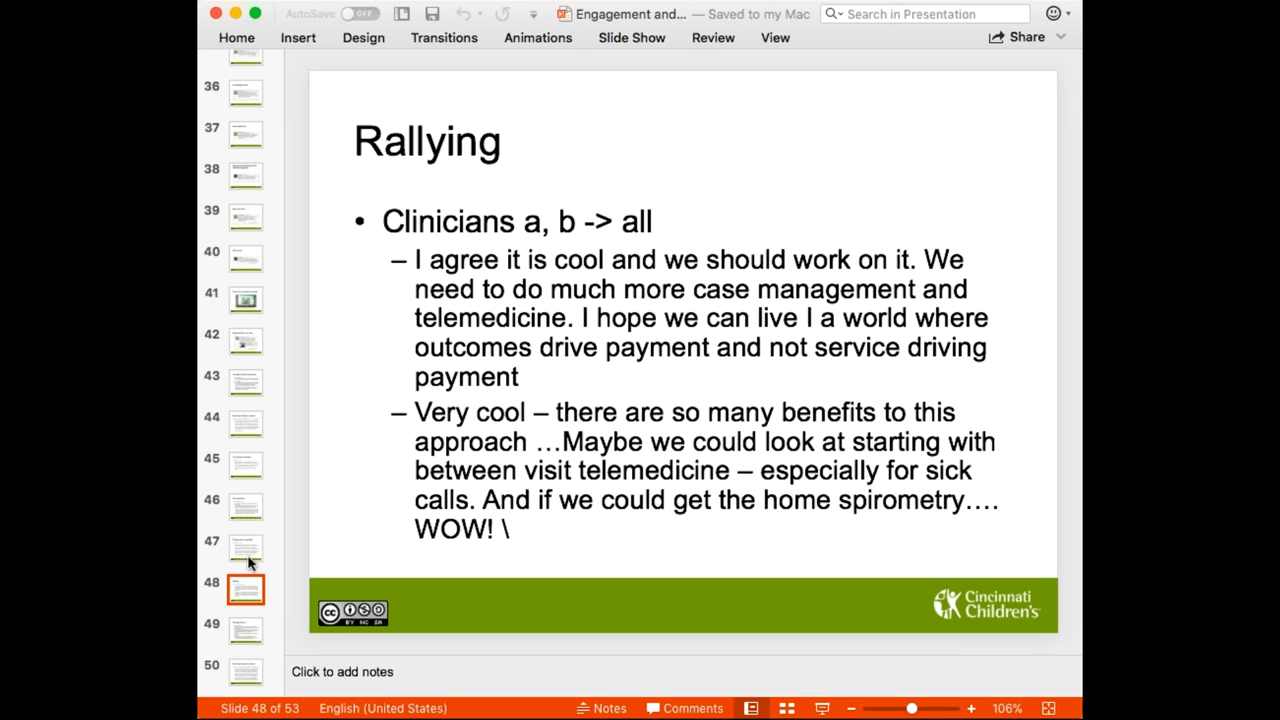 AutoSave OFF Engagement and... — Saved to my Mac Search in Presentation
Home Insert Design Transitions Animations Slide Show Review View Share
36
37
38
39
40
41
42
43
44
45
46
47
48
49
50
Rallying
• Clinicians a, b -> all
– I agree it is cool and we should work on it. We
need to do much more case management and
telemedicine. I hope we can live I a world where
outcomes drive payment and not service driving
payment
– Very cool – there are so many benefits to this
approach …Maybe we could look at starting with
between visit telemedicine – especially for sick
calls. And if we could get the home spirometry….
WOW! \
CC BY NC SA
Cincinnati
Children's
Click to add notes
Slide 48 of 53 English (United States) Notes Comments 106%